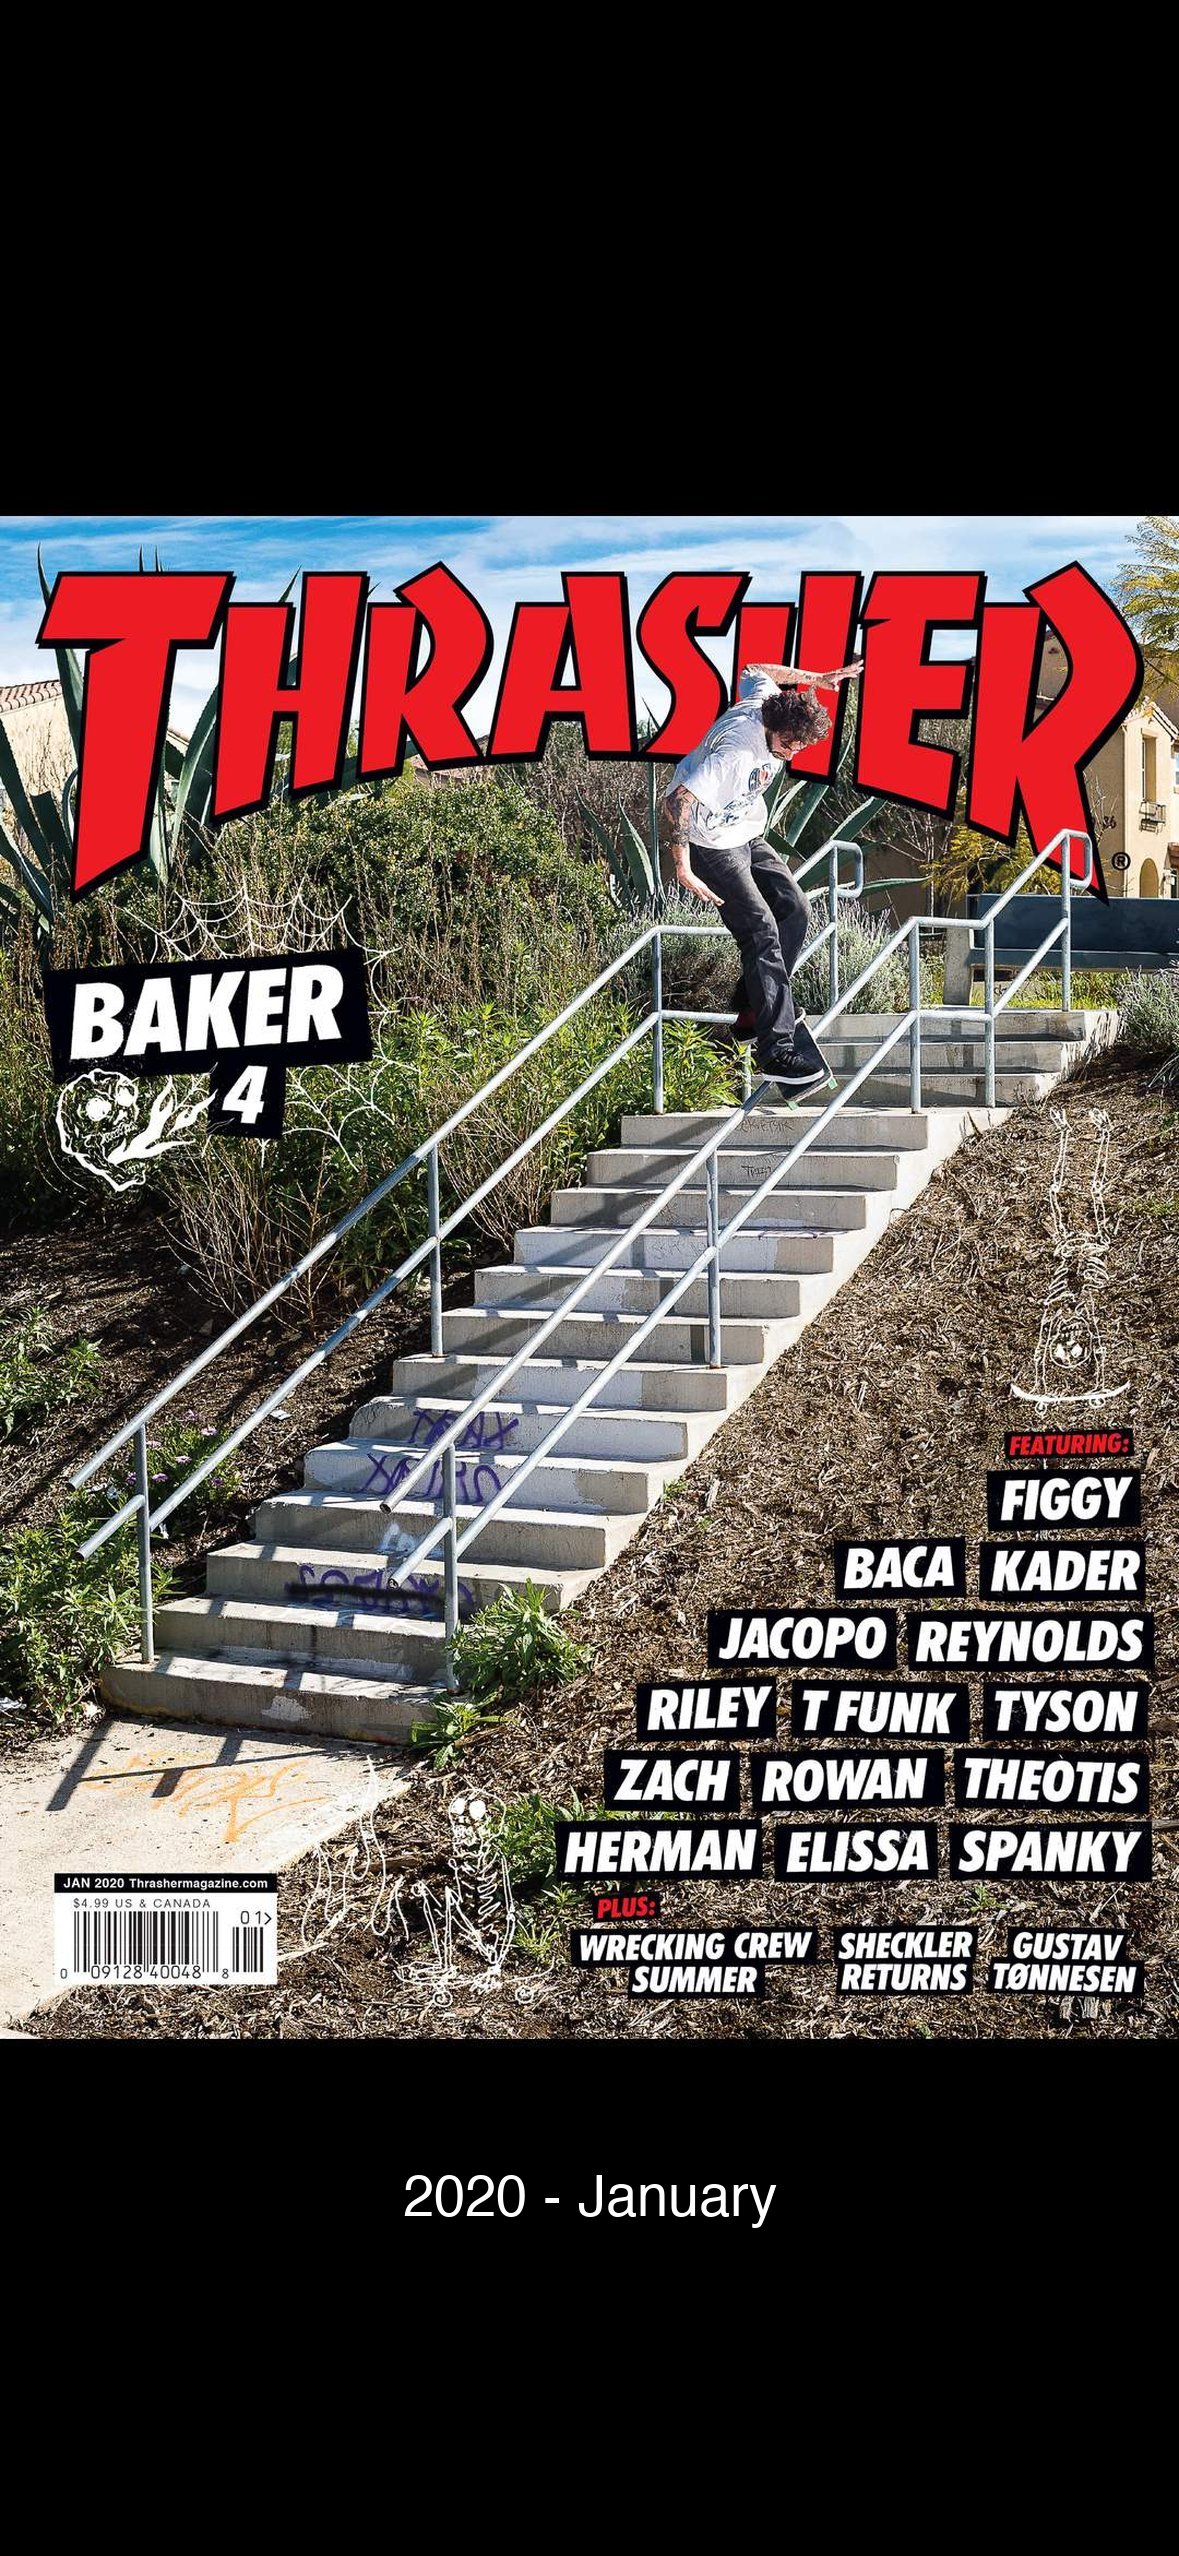 THRASHER®
BAKER
4
FEATURING:
FIGGY
BACA KADER
JACOPO REYNOLDS
RILEY T FUNK TYSON
ZACH ROWAN THEOTIS
HERMAN ELISSA SPANKY
PLUS:
WRECKING CREW SUMMER
SHECKLER RETURNS
GUSTAV TØNNESEN
JAN 2020 Thrashermagazine.com
$4.99 US & CANADA
01>
0 09128 40048 8
2020 - January